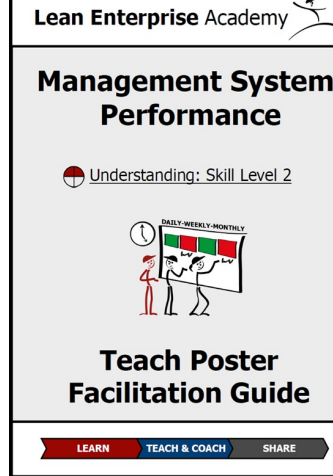 Lean Enterprise Academy
Management System
Performance
Understanding: Skill Level 2
DAILY-WEEKLY-MONTHLY
Teach Poster
Facilitation Guide
LEARN TEACH & COACH SHARE